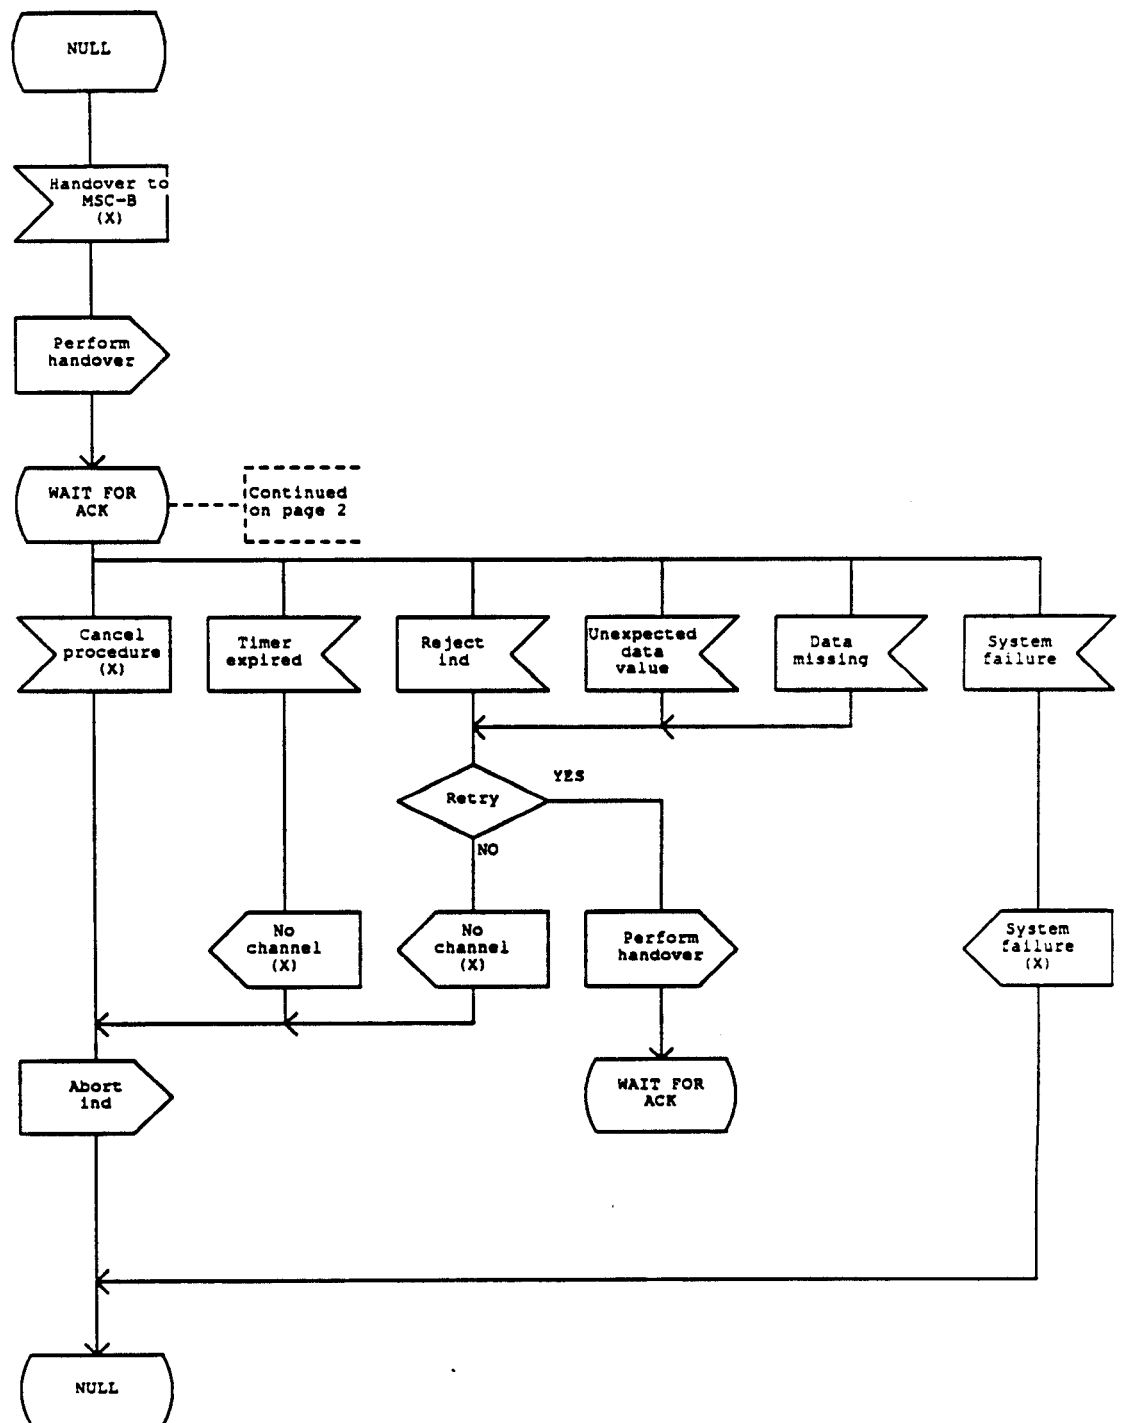 NULL
Handover to
MSC-B
(X)
Perform
handover
WAIT FOR
ACK
Continued
on page 2
Cancel
procedure
(X)
Timer
expired
Reject
ind
Unexpected
data
value
Data
missing
System
failure
Retry
YES
NO
No
channel
(X)
No
channel
(X)
Perform
handover
System
failure
(X)
Abort
ind
WAIT FOR
ACK
NULL